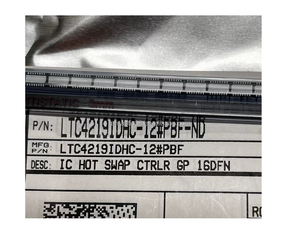 P/N: LTC4219IDHC-12#PBF-ND
MFG P/N: LTC4219IDHC-12#PBF
DESC: IC HOT SWAP CTRLR GP 16DFN